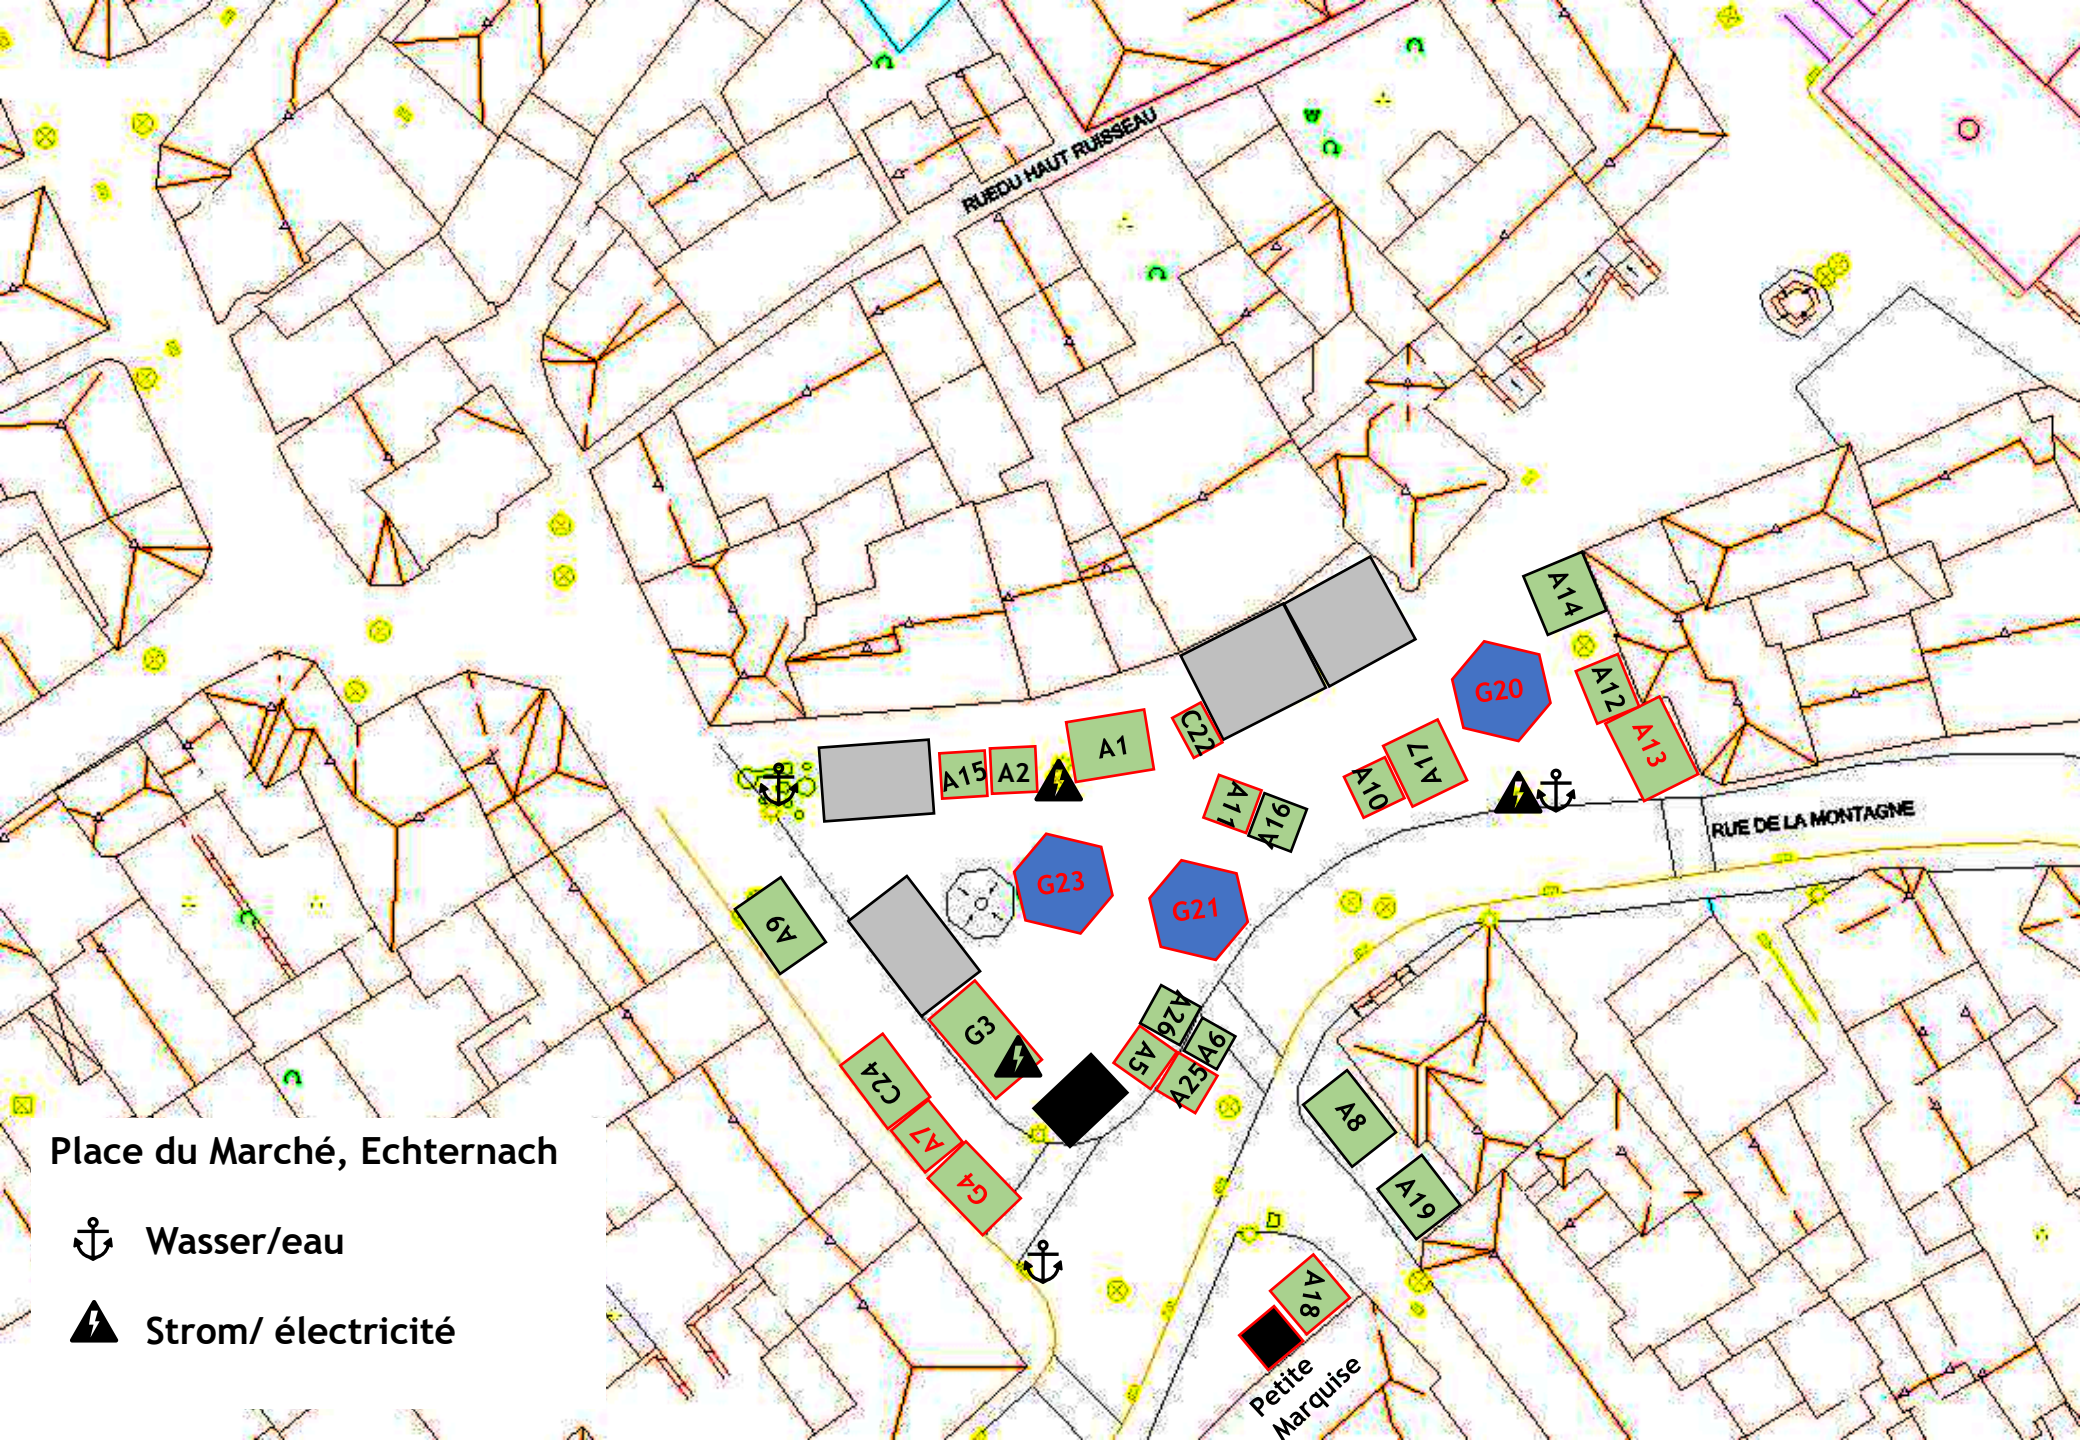 RUEDU HAUT RUISSEAU
A14
G20
A12
A13
C22
A1
A15
A2
A17
A10
A11
A16
RUE DE LA MONTAGNE
G23
G21
A9
G3
A26
A6
A5
A25
C24
A7
G4
A8
A19
A18
Petite
Marquise
Place du Marché, Echternach
Wasser/eau
Strom/ électricité